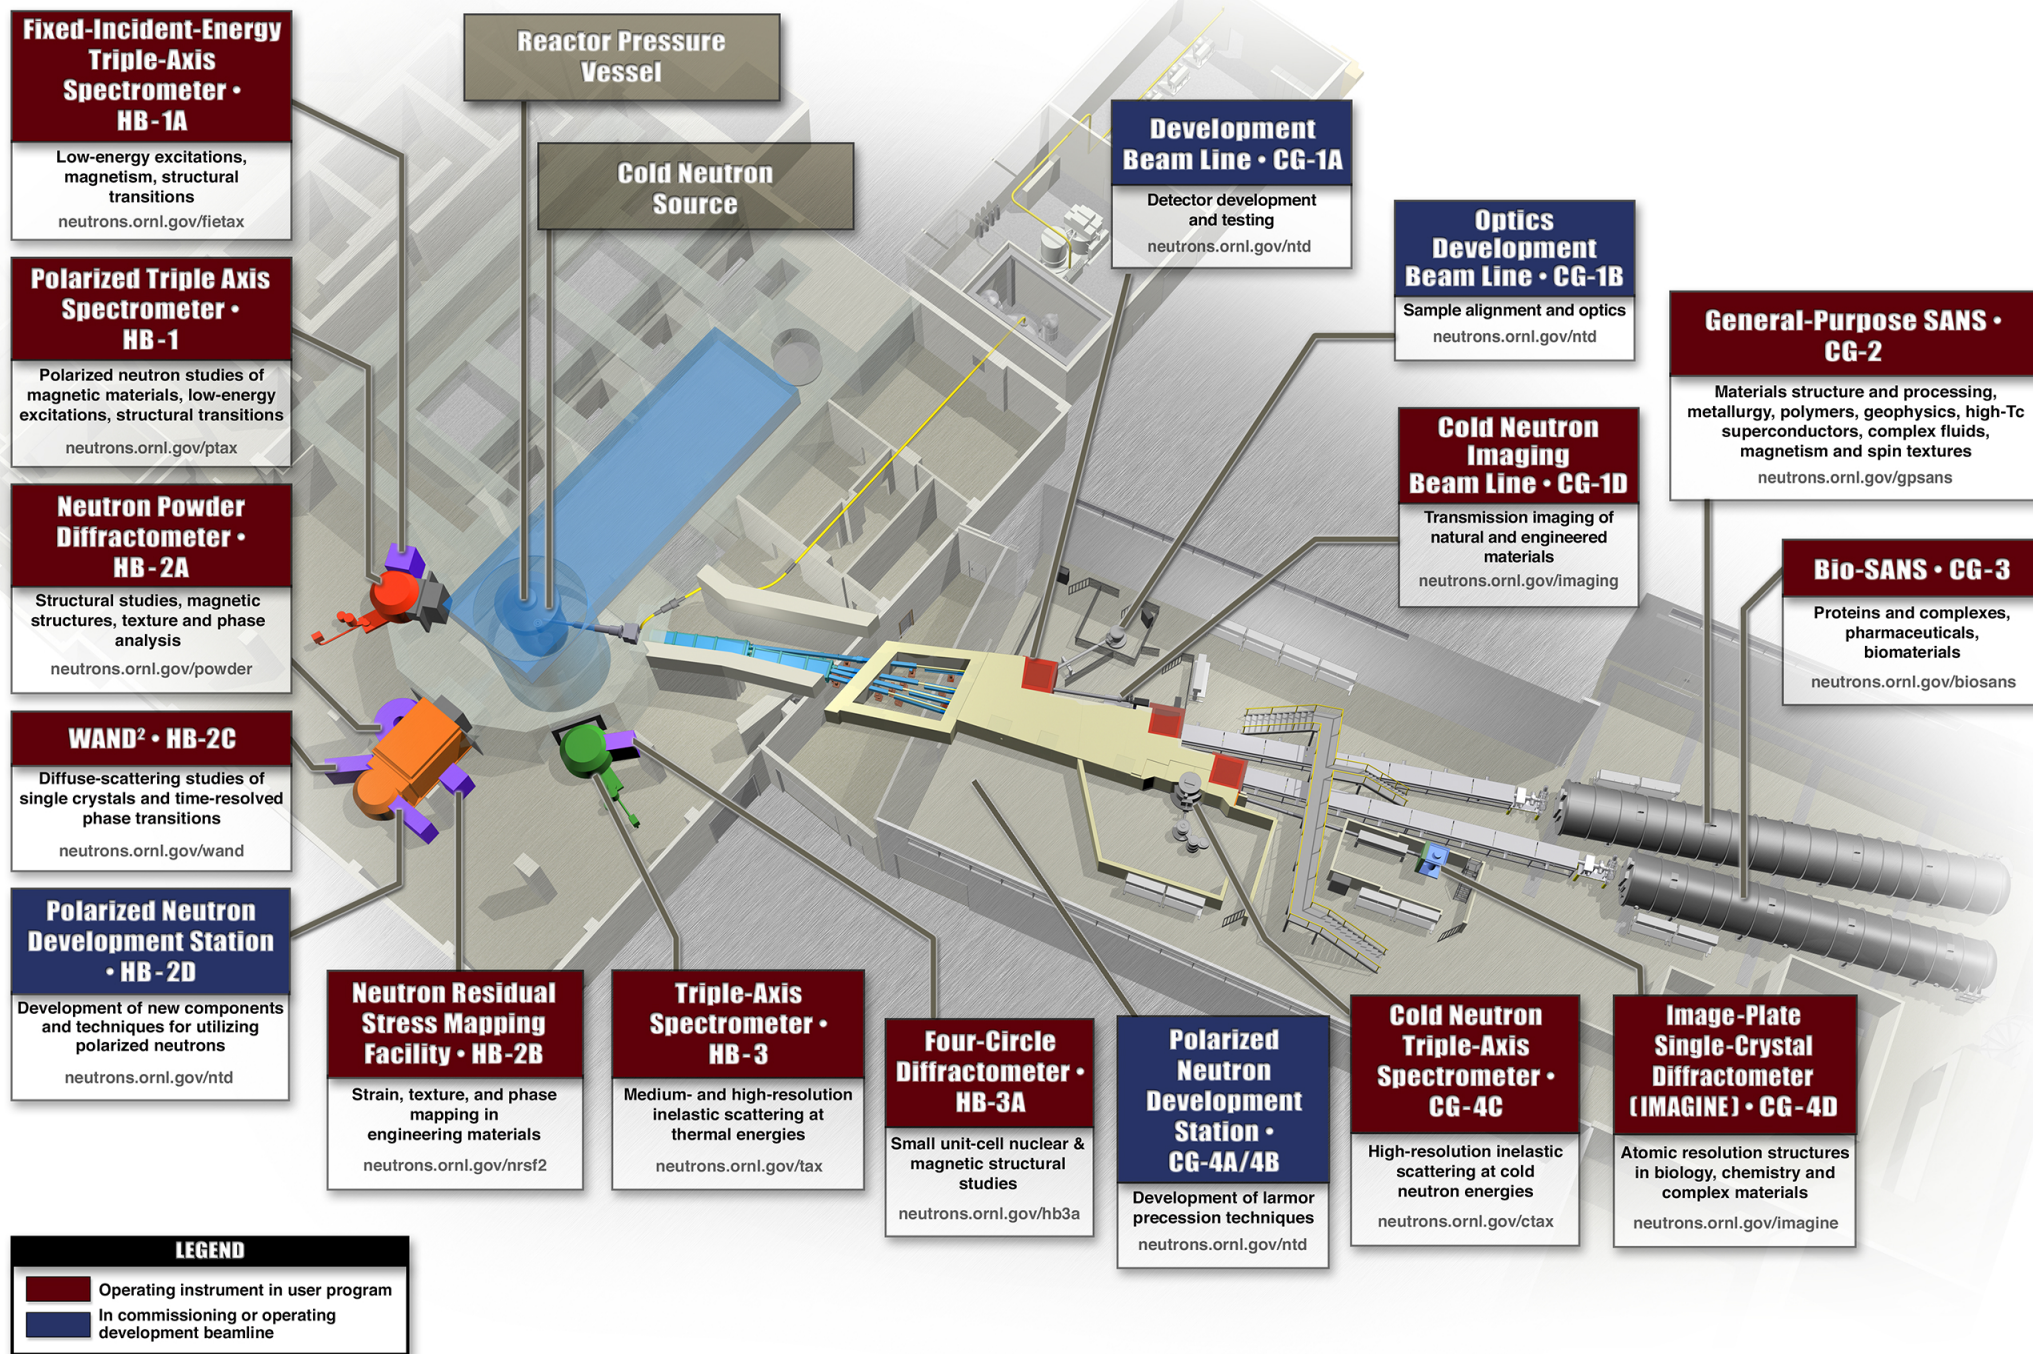 Fixed-Incident-Energy
Triple-Axis
Spectrometer •
HB-1A
Low-energy excitations,
magnetism, structural
transitions
neutrons.ornl.gov/fietax
Polarized Triple Axis
Spectrometer •
HB-1
Polarized neutron studies of
magnetic materials, low-energy
excitations, structural transitions
neutrons.ornl.gov/ptax
Neutron Powder
Diffractometer •
HB-2A
Structural studies, magnetic
structures, texture and phase
analysis
neutrons.ornl.gov/powder
WAND² • HB-2C
Diffuse-scattering studies of
single crystals and time-resolved
phase transitions
neutrons.ornl.gov/wand
Polarized Neutron
Development Station
• HB-2D
Development of new components
and techniques for utilizing
polarized neutrons
neutrons.ornl.gov/ntd
Reactor Pressure
Vessel
Cold Neutron
Source
Development
Beam Line • CG-1A
Detector development
and testing
neutrons.ornl.gov/ntd
Optics
Development
Beam Line • CG-1B
Sample alignment and optics
neutrons.ornl.gov/ntd
Cold Neutron
Imaging
Beam Line • CG-1D
Transmission imaging of
natural and engineered
materials
neutrons.ornl.gov/imaging
General-Purpose SANS •
CG-2
Materials structure and processing,
metallurgy, polymers, geophysics, high-Tc
superconductors, complex fluids,
magnetism and spin textures
neutrons.ornl.gov/gpsans
Bio-SANS • CG-3
Proteins and complexes,
pharmaceuticals,
biomaterials
neutrons.ornl.gov/biosans
Neutron Residual
Stress Mapping
Facility • HB-2B
Strain, texture, and phase
mapping in
engineering materials
neutrons.ornl.gov/nrsf2
Triple-Axis
Spectrometer •
HB-3
Medium- and high-resolution
inelastic scattering at
thermal energies
neutrons.ornl.gov/tax
Four-Circle
Diffractometer •
HB-3A
Small unit-cell nuclear &
magnetic structural
studies
neutrons.ornl.gov/hb3a
Polarized
Neutron
Development
Station •
CG-4A/4B
Development of larmor
precession techniques
neutrons.ornl.gov/ntd
Cold Neutron
Triple-Axis
Spectrometer •
CG-4C
High-resolution inelastic
scattering at cold
neutron energies
neutrons.ornl.gov/ctax
Image-Plate
Single-Crystal
Diffractometer
(IMAGINE) • CG-4D
Atomic resolution structures
in biology, chemistry and
complex materials
neutrons.ornl.gov/imagine
LEGEND
Operating instrument in user program
In commissioning or operating
development beamline